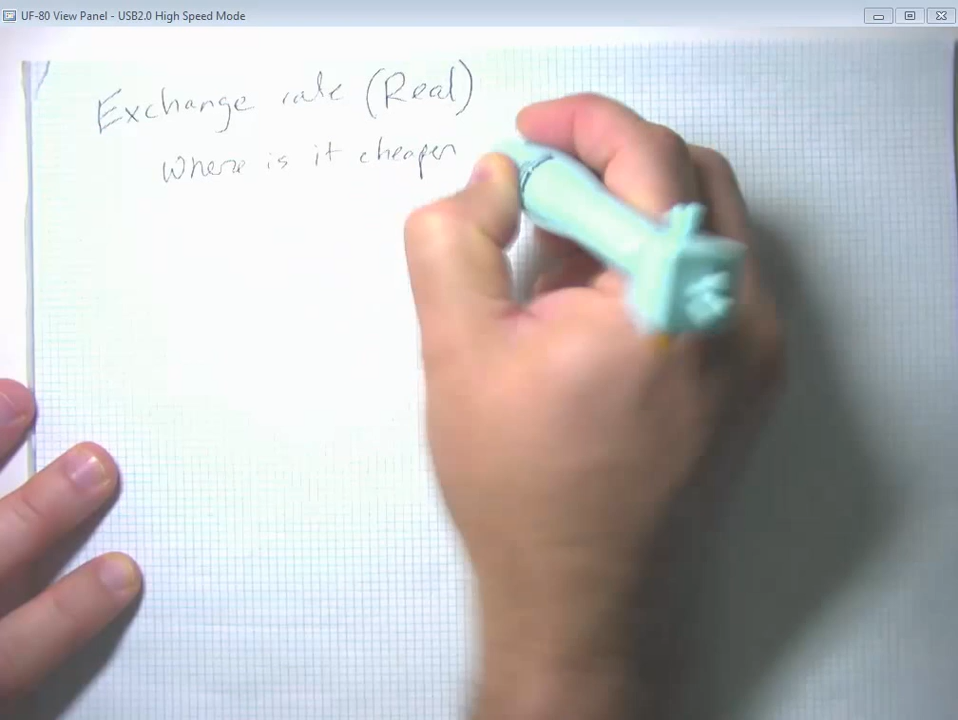 UF-80 View Panel - USB2.0 High Speed Mode
Exchange rate (Real)
Where is it cheaper